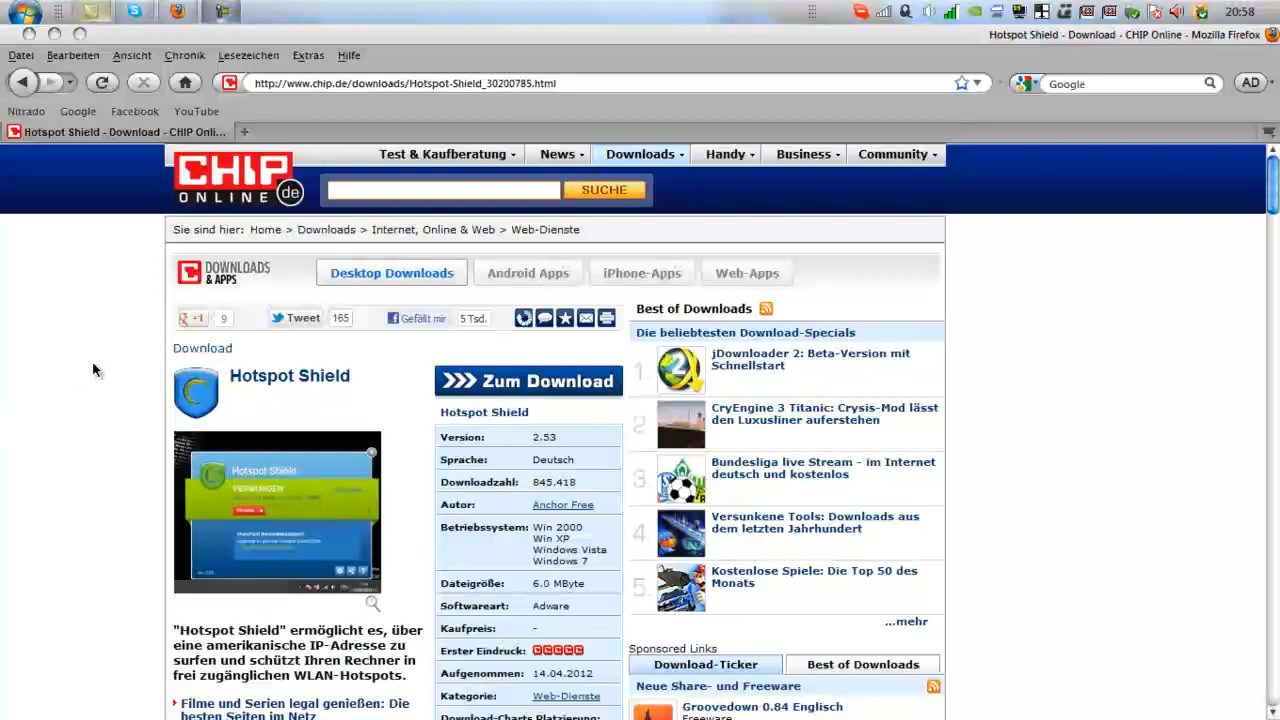 20:58
Hotspot Shield - Download - CHIP Online - Mozilla Firefox
Datei Bearbeiten Ansicht Chronik Lesezeichen Extras Hilfe
http://www.chip.de/downloads/Hotspot-Shield_30200785.html
Google
AD
Nitrado Google Facebook YouTube
Hotspot Shield - Download - CHIP Onli...
Test & Kaufberatung News Downloads Handy Business Community
CHIP
ONLINE de
SUCHE
Sie sind hier: Home > Downloads > Internet, Online & Web > Web-Dienste
DOWNLOADS
& APPS
Desktop Downloads Android Apps iPhone-Apps Web-Apps
+1 9 Tweet 165 Gefällt mir 5 Tsd.
Download
Hotspot Shield
Hotspot Shield
"Hotspot Shield" ermöglicht es, über
eine amerikanische IP-Adresse zu
surfen und schützt Ihren Rechner in
frei zugänglichen WLAN-Hotspots.
Filme und Serien legal genießen: Die
besten Seiten im Netz
>>> Zum Download
Hotspot Shield
Version: 2.53
Sprache: Deutsch
Downloadzahl: 845.418
Autor: Anchor Free
Betriebssystem: Win 2000
Win XP
Windows Vista
Windows 7
Dateigröße: 6.0 MByte
Softwareart: Adware
Kaufpreis: -
Erster Eindruck:
Aufgenommen: 14.04.2012
Kategorie: Web-Dienste
Download-Charts Platzierung:
Best of Downloads
Die beliebtesten Download-Specials
1. jDownloader 2: Beta-Version mit
Schnellstart
2. CryEngine 3 Titanic: Crysis-Mod lässt
den Luxusliner auferstehen
3. Bundesliga live Stream - im Internet
deutsch und kostenlos
4. Versunkene Tools: Downloads aus
dem letzten Jahrhundert
5. Kostenlose Spiele: Die Top 50 des
Monats
...mehr
Sponsored Links
Download-Ticker Best of Downloads
Neue Share- und Freeware
Groovedown 0.84 Englisch
Freeware